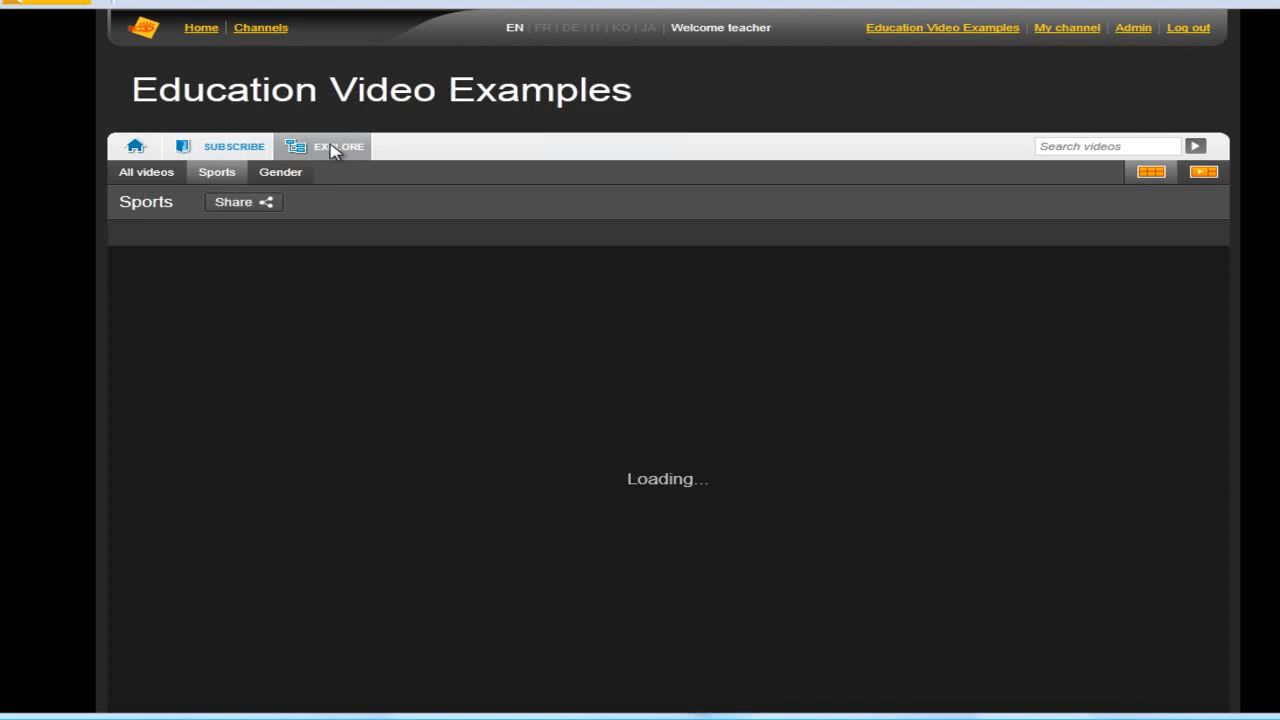 Home | Channels EN | FR | DE | IT | KO | JA | Welcome teacher Education Video Examples | My channel | Admin | Log out
Education Video Examples
SUBSCRIBE EXPLORE Search videos
All videos Sports Gender
Sports Share
Loading...